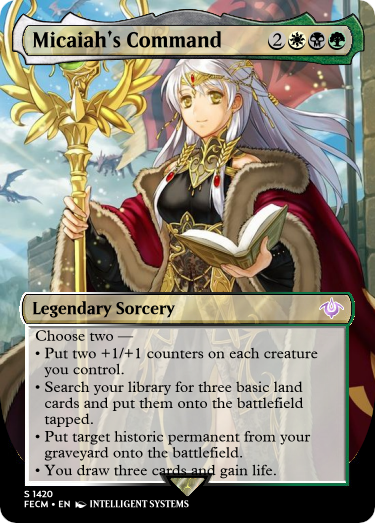 Micaiah's Command 2
Legendary Sorcery
Choose two —
• Put two +1/+1 counters on each creature
you control.
• Search your library for three basic land
cards and put them onto the battlefield
tapped.
• Put target historic permanent from your
graveyard onto the battlefield.
• You draw three cards and gain life.
S 1420
FECM • EN INTELLIGENT SYSTEMS